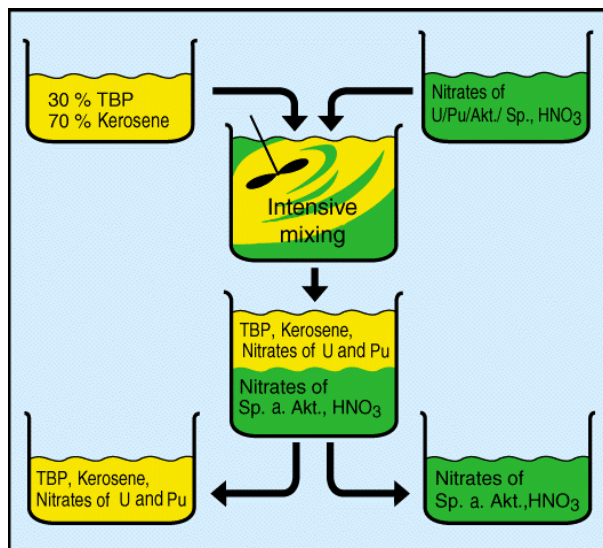 30 % TBP
70 % Kerosene
Nitrates of
U/Pu/Akt./ Sp., HNO₃
Intensive
mixing
TBP, Kerosene,
Nitrates of U and Pu
Nitrates of
Sp. a. Akt., HNO₃
TBP, Kerosene,
Nitrates of U and Pu
Nitrates of
Sp. a. Akt.,HNO₃